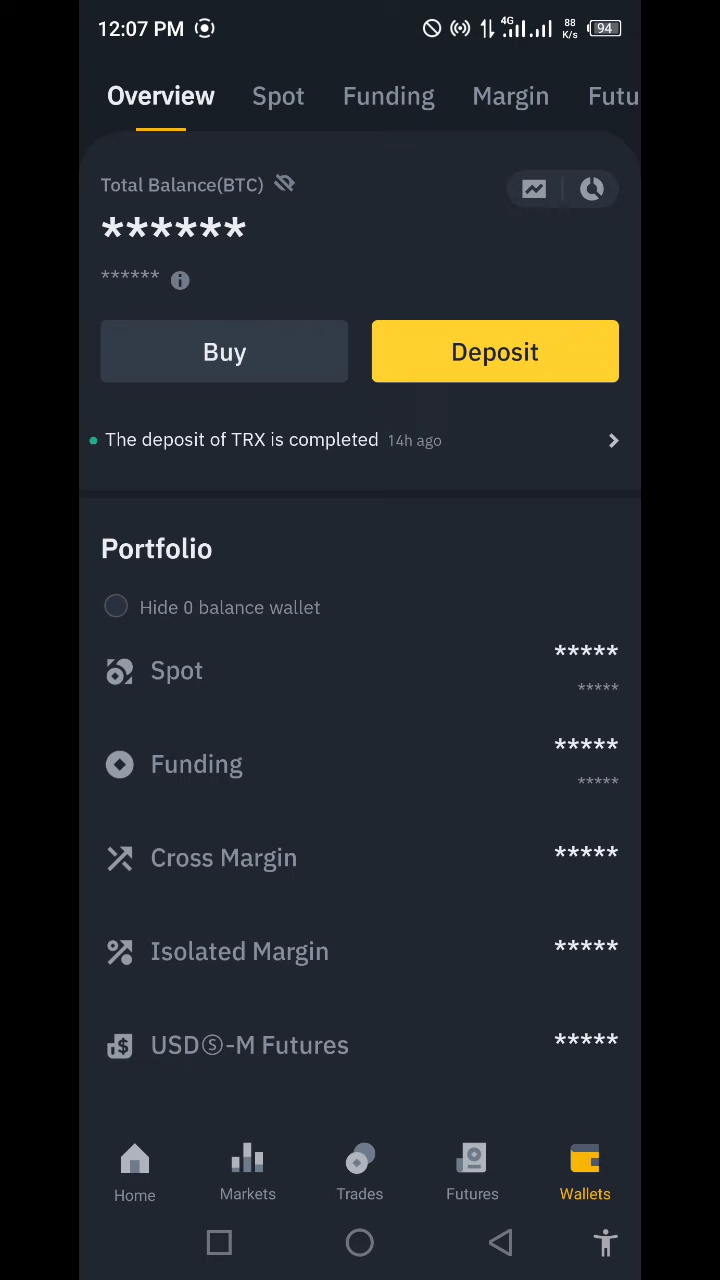 12:07 PM 4G 88 K/s 94
Overview Spot Funding Margin Futu
Total Balance(BTC)
******
******
Buy Deposit
The deposit of TRX is completed 14h ago
Portfolio
Hide 0 balance wallet
Spot *****
*****
Funding *****
*****
Cross Margin *****
Isolated Margin *****
USDⓈ-M Futures *****
Home Markets Trades Futures Wallets